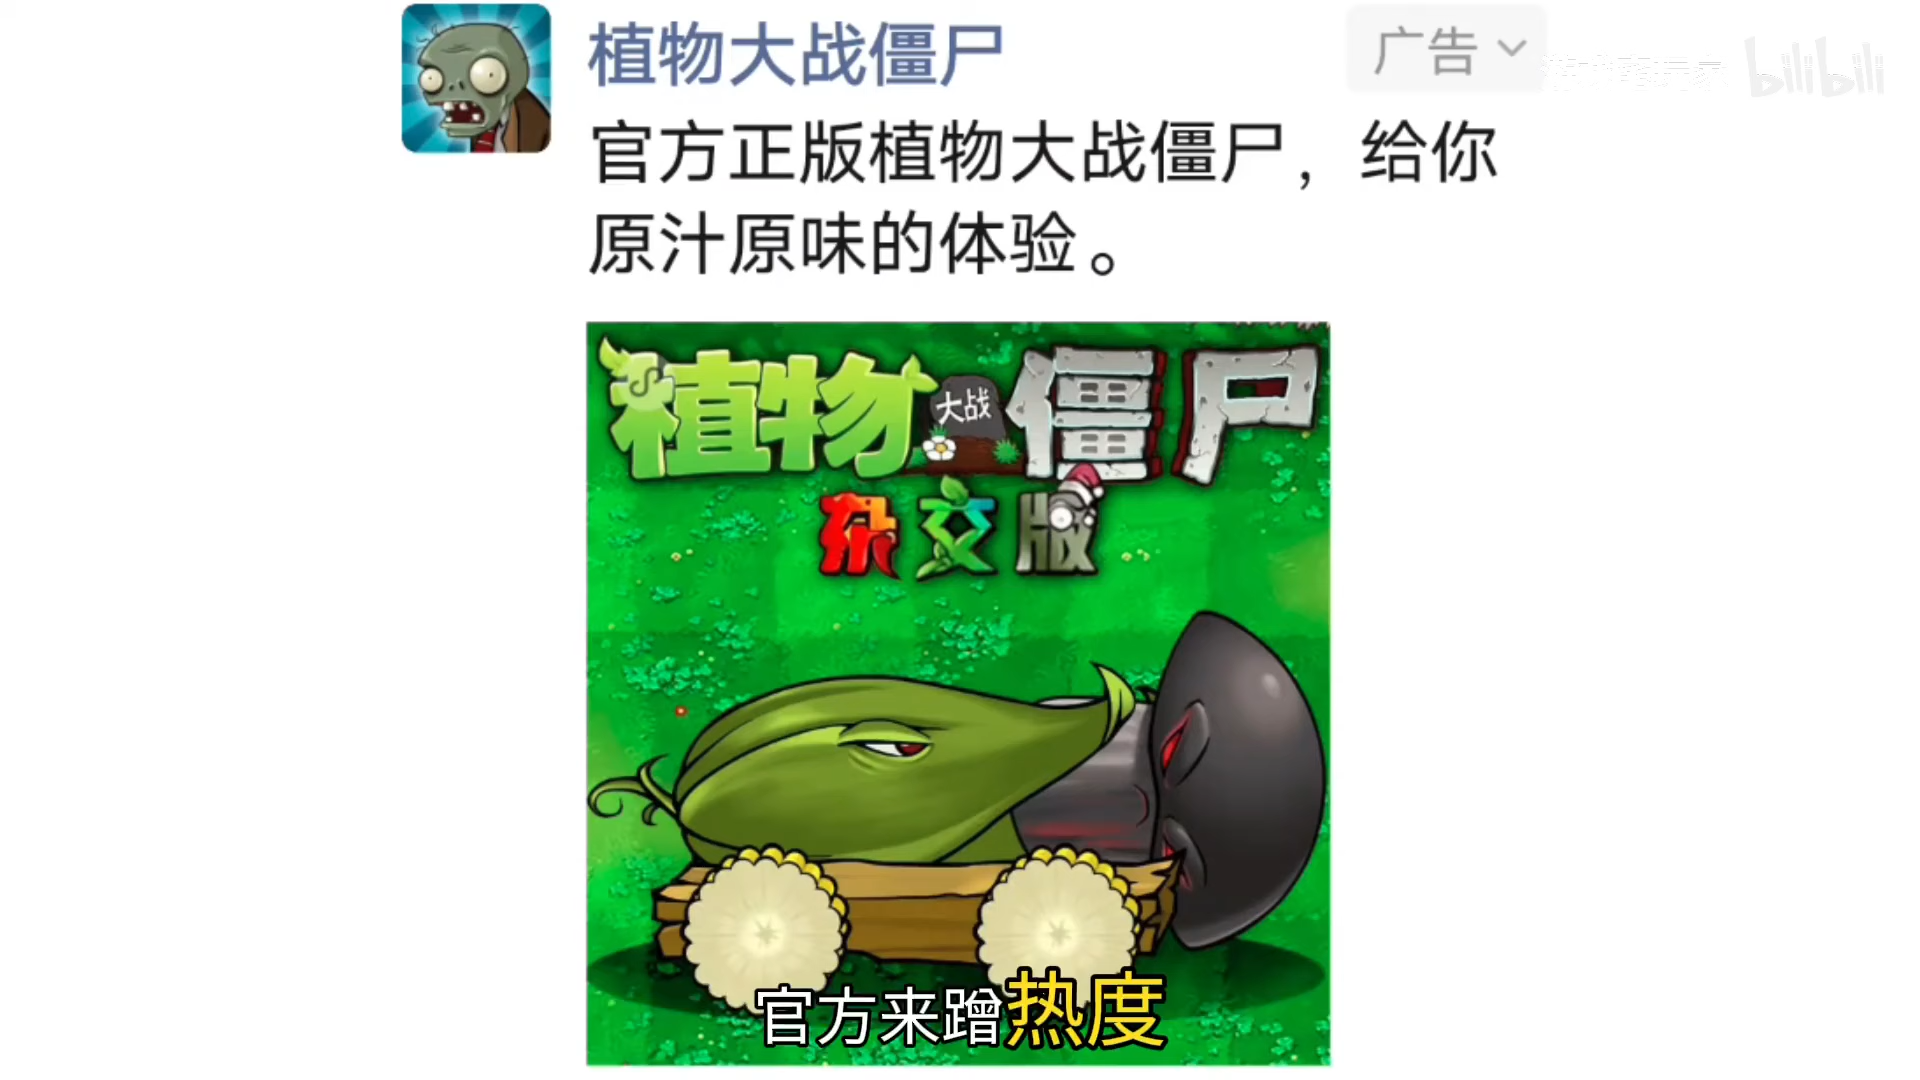 植物大战僵尸
广告
bilibili
官方正版植物大战僵尸，给你
原汁原味的体验。
植物大战僵尸
杂交版
官方来蹭热度